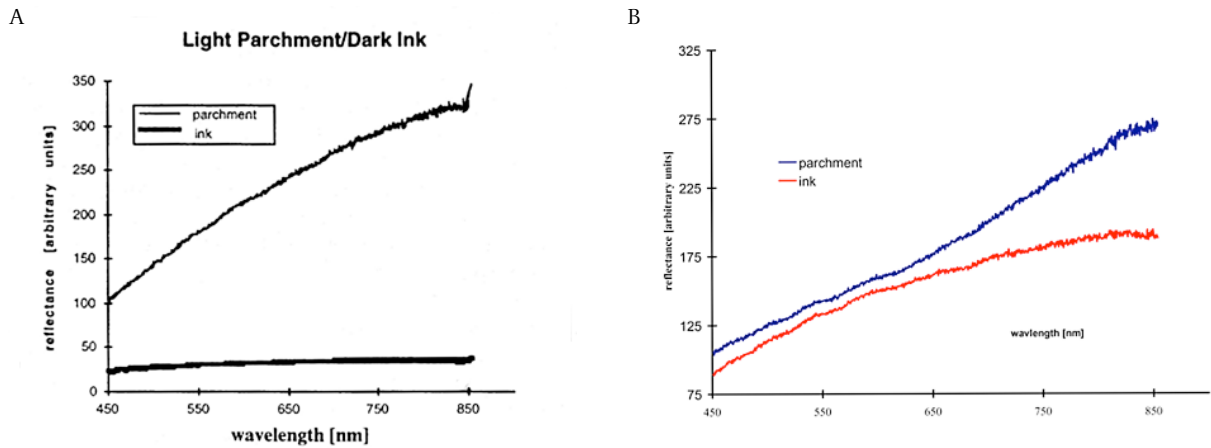 A
Light Parchment/Dark Ink
350
300
250
200
150
100
50
0
reflectance [arbitrary units]
parchment
ink
450
550
650
750
850
wavelength [nm]
B
325
275
225
175
125
75
reflectance [arbitrary units]
parchment
ink
wavlength [nm]
450
550
650
750
850